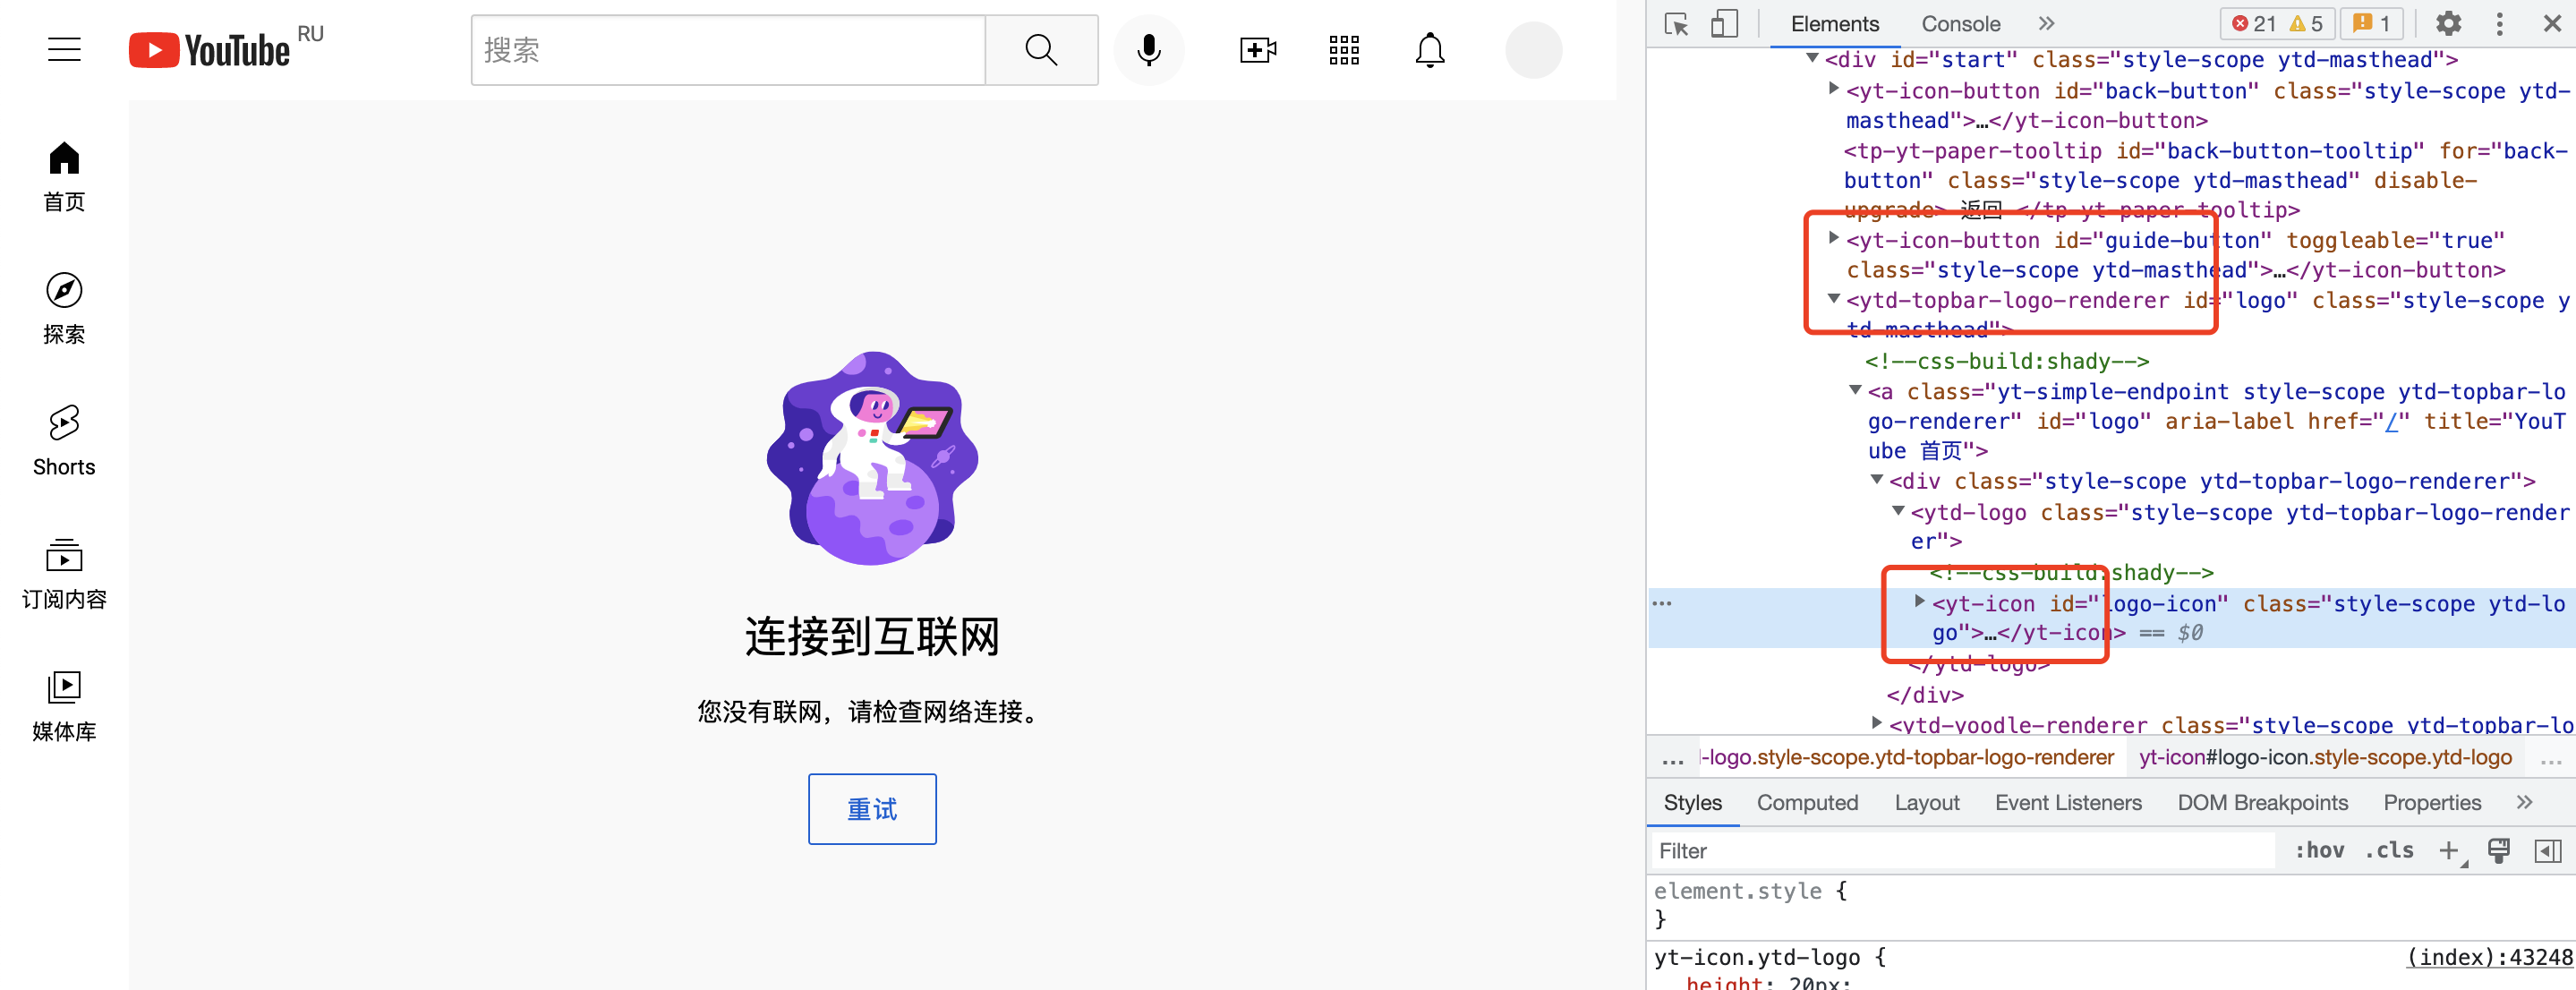 YouTube RU
搜索
首页
探索
Shorts
订阅内容
媒体库
连接到互联网
您没有联网，请检查网络连接。
重试
Elements Console » 21 5 1
<div id="start" class="style-scope ytd-masthead">
<yt-icon-button id="back-button" class="style-scope ytd-
masthead">…</yt-icon-button>
<tp-yt-paper-tooltip id="back-button-tooltip" for="back-
button" class="style-scope ytd-masthead" disable-
upgrade> 返回 </tp-yt-paper-tooltip>
<yt-icon-button id="guide-button" toggleable="true"
class="style-scope ytd-masthead">…</yt-icon-button>
<ytd-topbar-logo-renderer id="logo" class="style-scope y
td-masthead">
<!--css-build:shady-->
<a class="yt-simple-endpoint style-scope ytd-topbar-lo
go-renderer" id="logo" aria-label href="/" title="YouT
ube 首页">
<div class="style-scope ytd-topbar-logo-renderer">
<ytd-logo class="style-scope ytd-topbar-logo-render
er">
<!--css-build:shady-->
<yt-icon id="logo-icon" class="style-scope ytd-lo
go">…</yt-icon> == $0
</ytd-logo>
</div>
<ytd-yoodle-renderer class="style-scope ytd-topbar-lo
… l-logo.style-scope.ytd-topbar-logo-renderer yt-icon#logo-icon.style-scope.ytd-logo …
Styles Computed Layout Event Listeners DOM Breakpoints Properties »
Filter :hov .cls +
element.style {
}
yt-icon.ytd-logo { (index):43248
height: 20px;